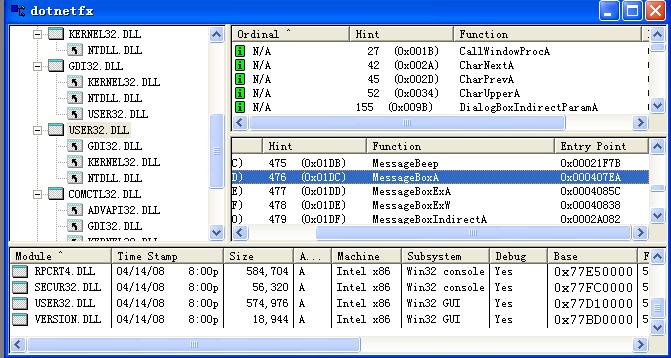 dotnetfx
KERNEL32.DLL
NTDLL.DLL
GDI32.DLL
KERNEL32.DLL
NTDLL.DLL
USER32.DLL
USER32.DLL
GDI32.DLL
KERNEL32.DLL
NTDLL.DLL
COMCTL32.DLL
ADVAPI32.DLL
GDI32.DLL
KERNEL32.DLL
Ordinal ^ Hint Function
N/A 27 (0x001B) CallWindowProcA
N/A 42 (0x002A) CharNextA
N/A 45 (0x002D) CharPrevA
N/A 52 (0x0034) CharUpperA
N/A 155 (0x009B) DialogBoxIndirectParamA
Hint Function Entry Point
C) 475 (0x01DB) MessageBeep 0x00021F7B
D) 476 (0x01DC) MessageBoxA 0x000407EA
E) 477 (0x01DD) MessageBoxExA 0x0004085C
F) 478 (0x01DE) MessageBoxExW 0x00040838
0) 479 (0x01DF) MessageBoxIndirectA 0x0002A082
Module ^ Time Stamp Size A... Machine Subsystem Debug Base F
RPCRT4.DLL 04/14/08 8:00p 584,704 A Intel x86 Win32 console Yes 0x77E50000 5
SECUR32.DLL 04/14/08 8:00p 56,320 A Intel x86 Win32 console Yes 0x77FC0000 5
USER32.DLL 04/14/08 8:00p 574,976 A Intel x86 Win32 GUI Yes 0x77D10000 5
VERSION.DLL 04/14/08 8:00p 18,944 A Intel x86 Win32 GUI Yes 0x77BD0000 5